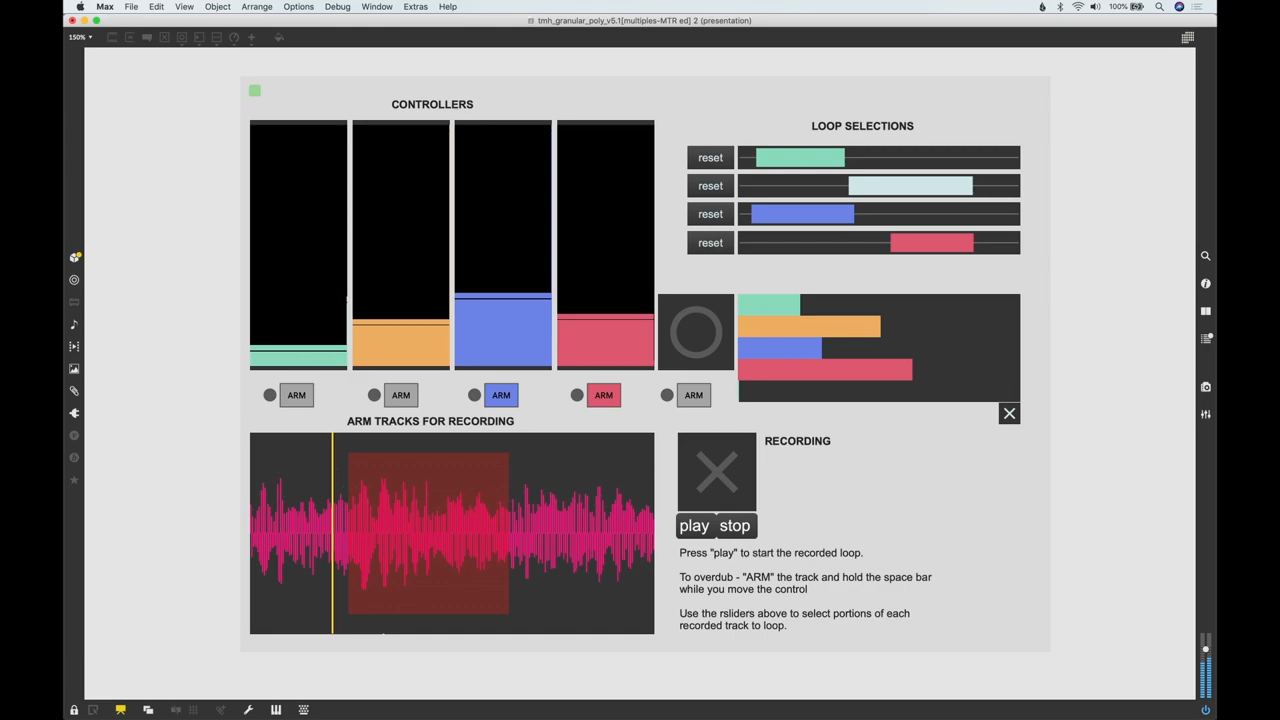 Max File Edit View Object Arrange Options Debug Window Extras Help
100%
tmh_granular_poly_v5.1[multiples-MTR ed] 2 (presentation)
150%
CONTROLLERS
LOOP SELECTIONS
reset
reset
reset
reset
ARM ARM ARM ARM ARM
ARM TRACKS FOR RECORDING
RECORDING
play stop
Press "play" to start the recorded loop.
To overdub - "ARM" the track and hold the space bar
while you move the control
Use the rsliders above to select portions of each
recorded track to loop.